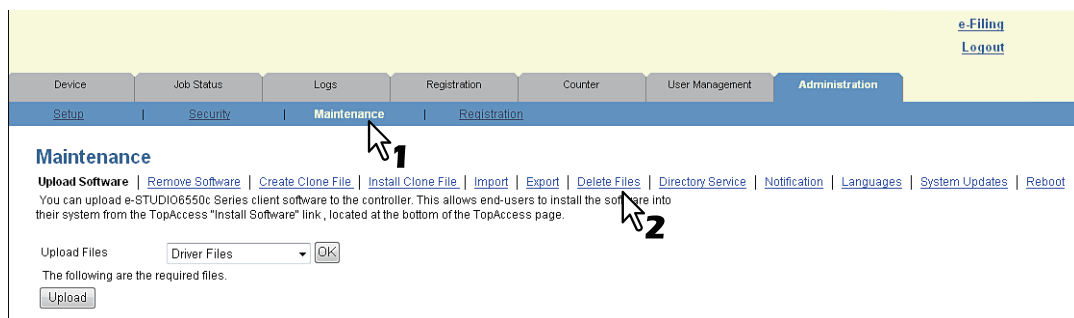 e-Filing
Logout
Device Job Status Logs Registration Counter User Management Administration
Setup | Security | Maintenance | Registration
1
Maintenance
Upload Software | Remove Software | Create Clone File | Install Clone File | Import | Export | Delete Files | Directory Service | Notification | Languages | System Updates | Reboot
You can upload e-STUDIO6550c Series client software to the controller. This allows end-users to install the software into
their system from the TopAccess "Install Software" link , located at the bottom of the TopAccess page.
2
Upload Files Driver Files OK
The following are the required files.
Upload